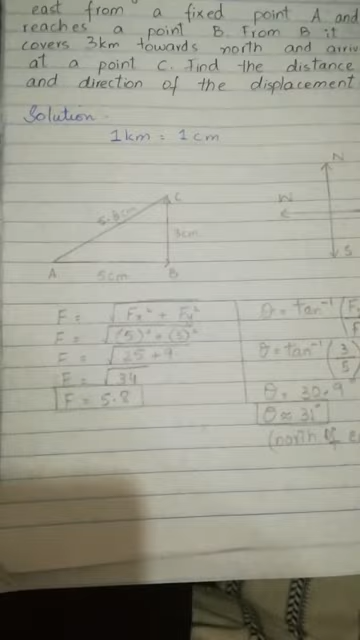 east from a fixed point A and
reaches a point B. From B it
covers 3km towards north and arriv
at a point C. Find the distance
and direction of the displacement
Solution.
1km = 1cm
N
W
S
C
5.8cm
3cm
A
5cm
B
F = √Fx² + Fy²
F = √(5)² + (3)²
F = √25 + 9
F = √34
F = 5.8
θ = tan⁻¹(Fy
F
θ = tan⁻¹(3
5)
θ = 30.9
θ ≈ 31°
(north of e